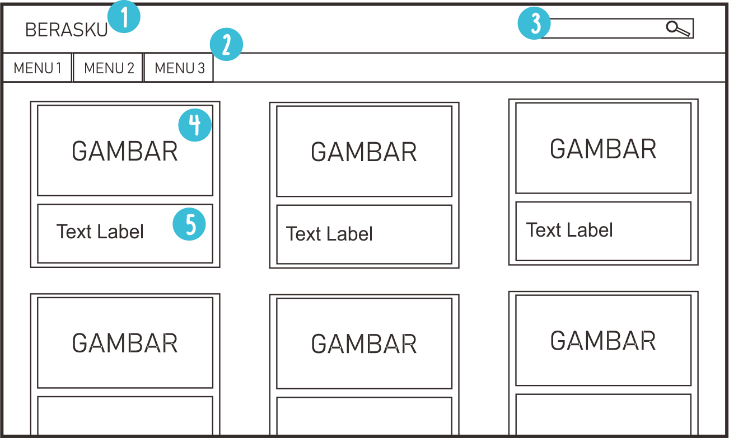 BERASKU 1
3
2
MENU 1 MENU 2 MENU 3
GAMBAR 4
GAMBAR
GAMBAR
Text Label 5
Text Label
Text Label
GAMBAR
GAMBAR
GAMBAR